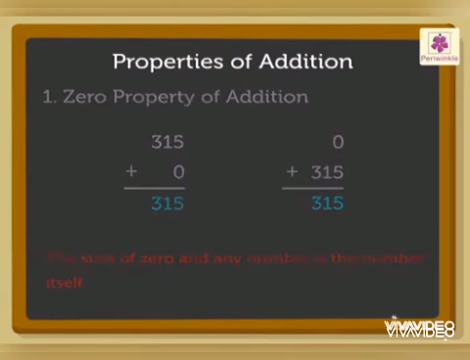 Properties of Addition
Periwinkle
1. Zero Property of Addition
315 0
+ 0 + 315
315 315
The sum of zero and any number is the number
itself
VIVAVIDEO
VIVAVIDEO